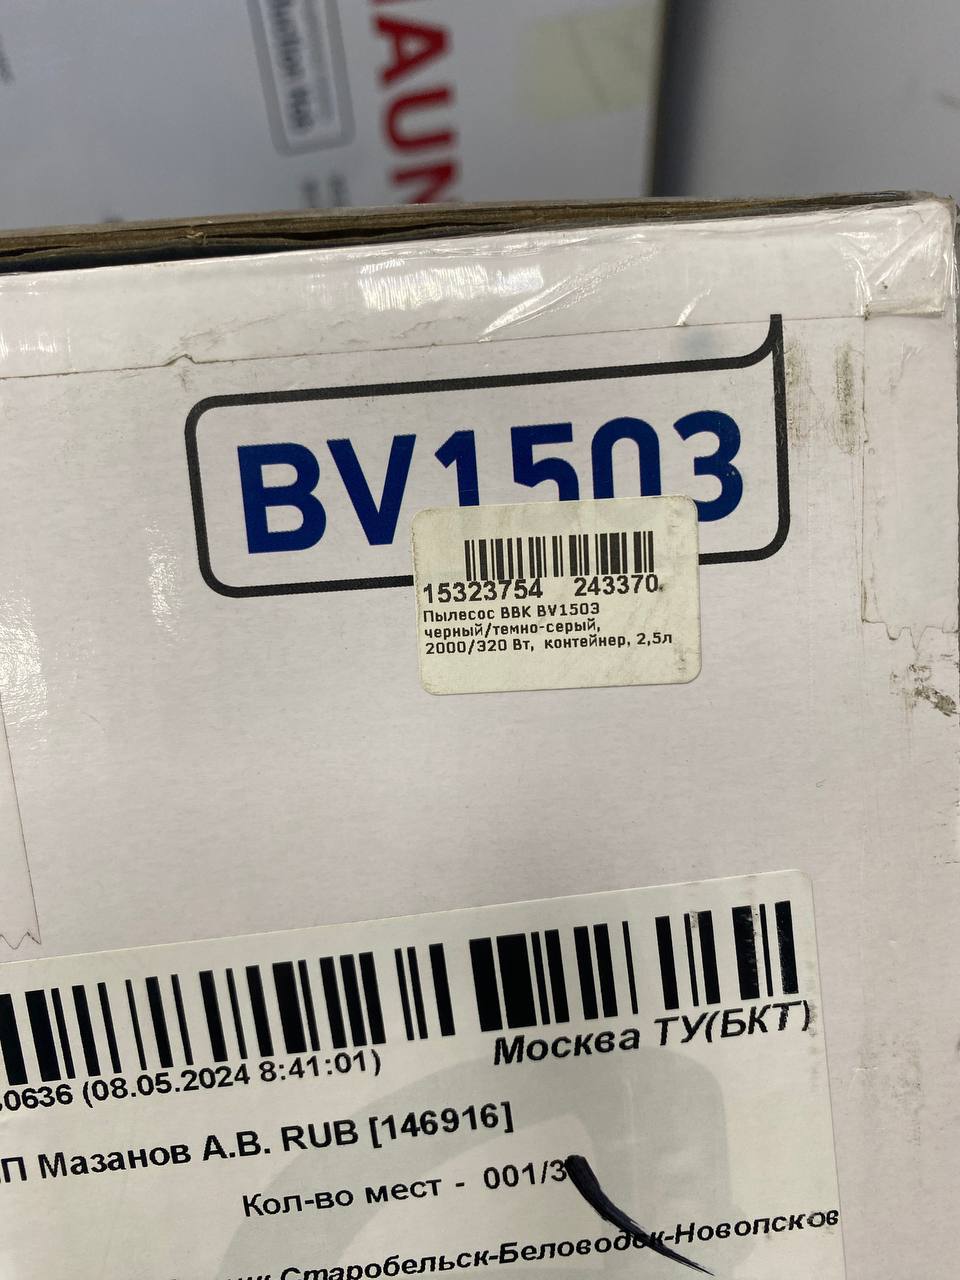 BV1503
15323754 243370.
Пылесос BBK BV1503
черный/темно-серый,
2000/320 Вт, контейнер, 2,5л
Москва ТУ(БКТ)
0636 (08.05.2024 8:41:01)
П Мазанов А.В. RUB [146916]
Кол-во мест - 001/3
Старобельск-Беловодск-Новопсков